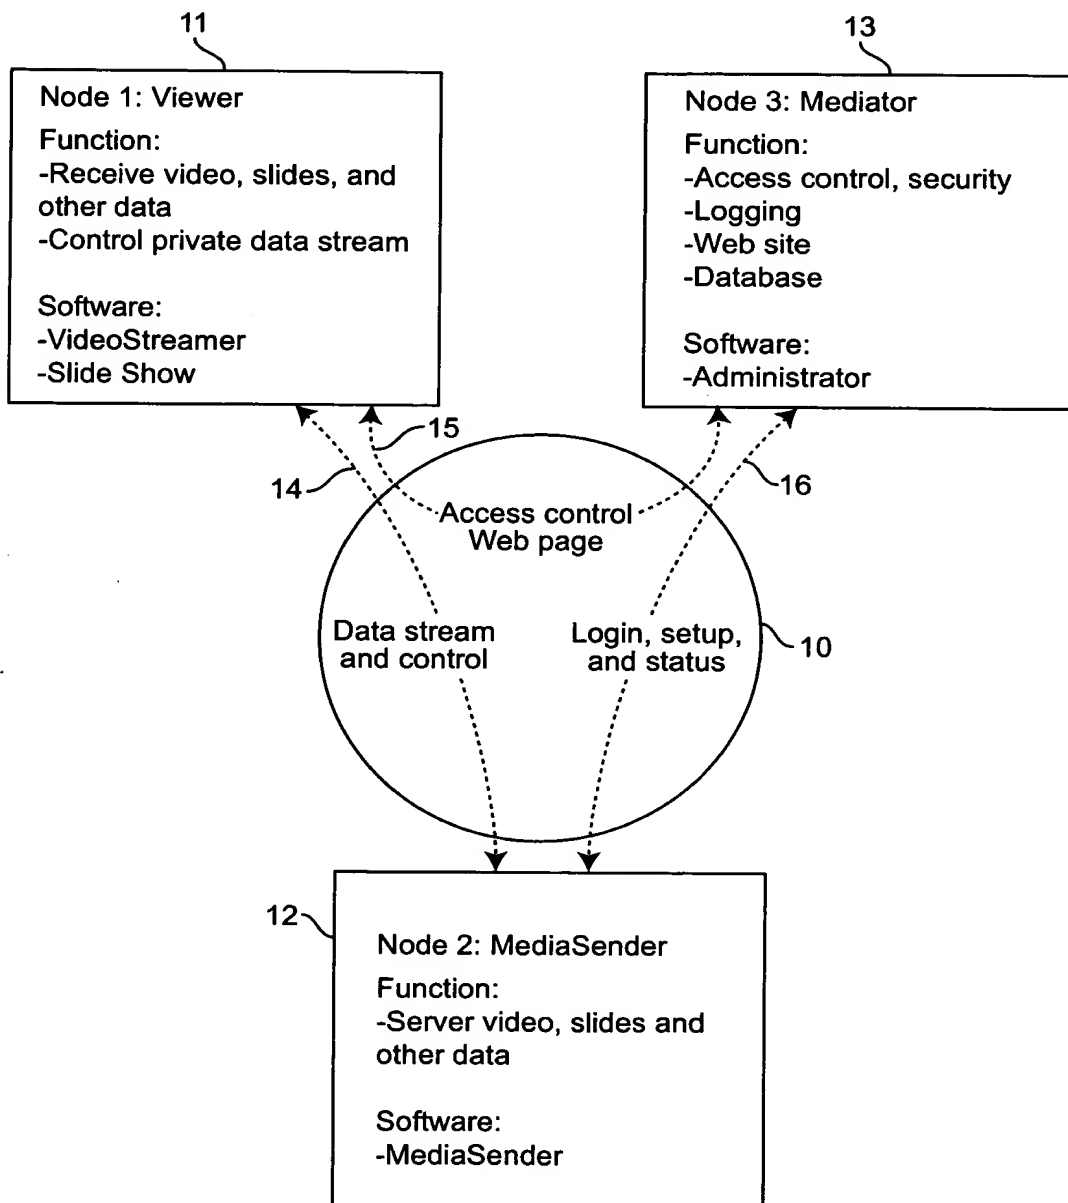 11
Node 1: Viewer
Function:
-Receive video, slides, and
other data
-Control private data stream
Software:
-VideoStreamer
-Slide Show
13
Node 3: Mediator
Function:
-Access control, security
-Logging
-Web site
-Database
Software:
-Administrator
15
14
16
Access control
Web page
Data stream
and control
Login, setup,
and status
10
12
Node 2: MediaSender
Function:
-Server video, slides and
other data
Software:
-MediaSender